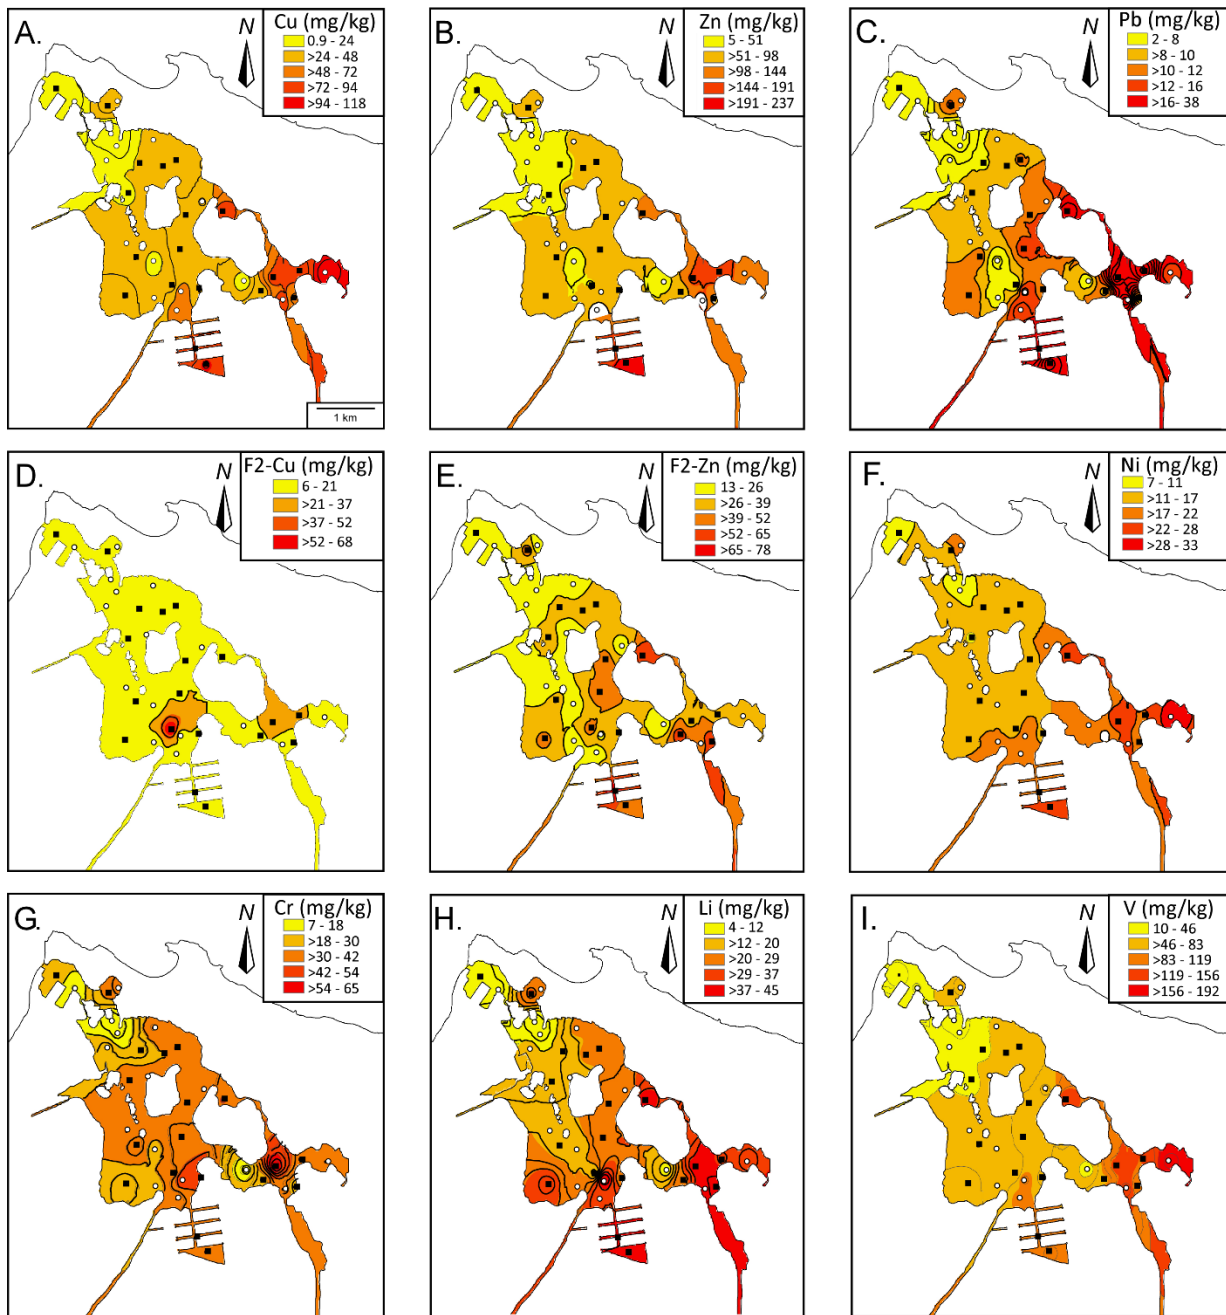 A.
N
Cu (mg/kg)
0.9 - 24
>24 - 48
>48 - 72
>72 - 94
>94 - 118
1 km
B.
N
Zn (mg/kg)
5 - 51
>51 - 98
>98 - 144
>144 - 191
>191 - 237
C.
N
Pb (mg/kg)
2 - 8
>8 - 10
>10 - 12
>12 - 16
>16 - 38
D.
N
F2-Cu (mg/kg)
6 - 21
>21 - 37
>37 - 52
>52 - 68
E.
N
F2-Zn (mg/kg)
13 - 26
>26 - 39
>39 - 52
>52 - 65
>65 - 78
F.
N
Ni (mg/kg)
7 - 11
>11 - 17
>17 - 22
>22 - 28
>28 - 33
G.
N
Cr (mg/kg)
7 - 18
>18 - 30
>30 - 42
>42 - 54
>54 - 65
H.
N
Li (mg/kg)
4 - 12
>12 - 20
>20 - 29
>29 - 37
>37 - 45
I.
N
V (mg/kg)
10 - 46
>46 - 83
>83 - 119
>119 - 156
>156 - 192